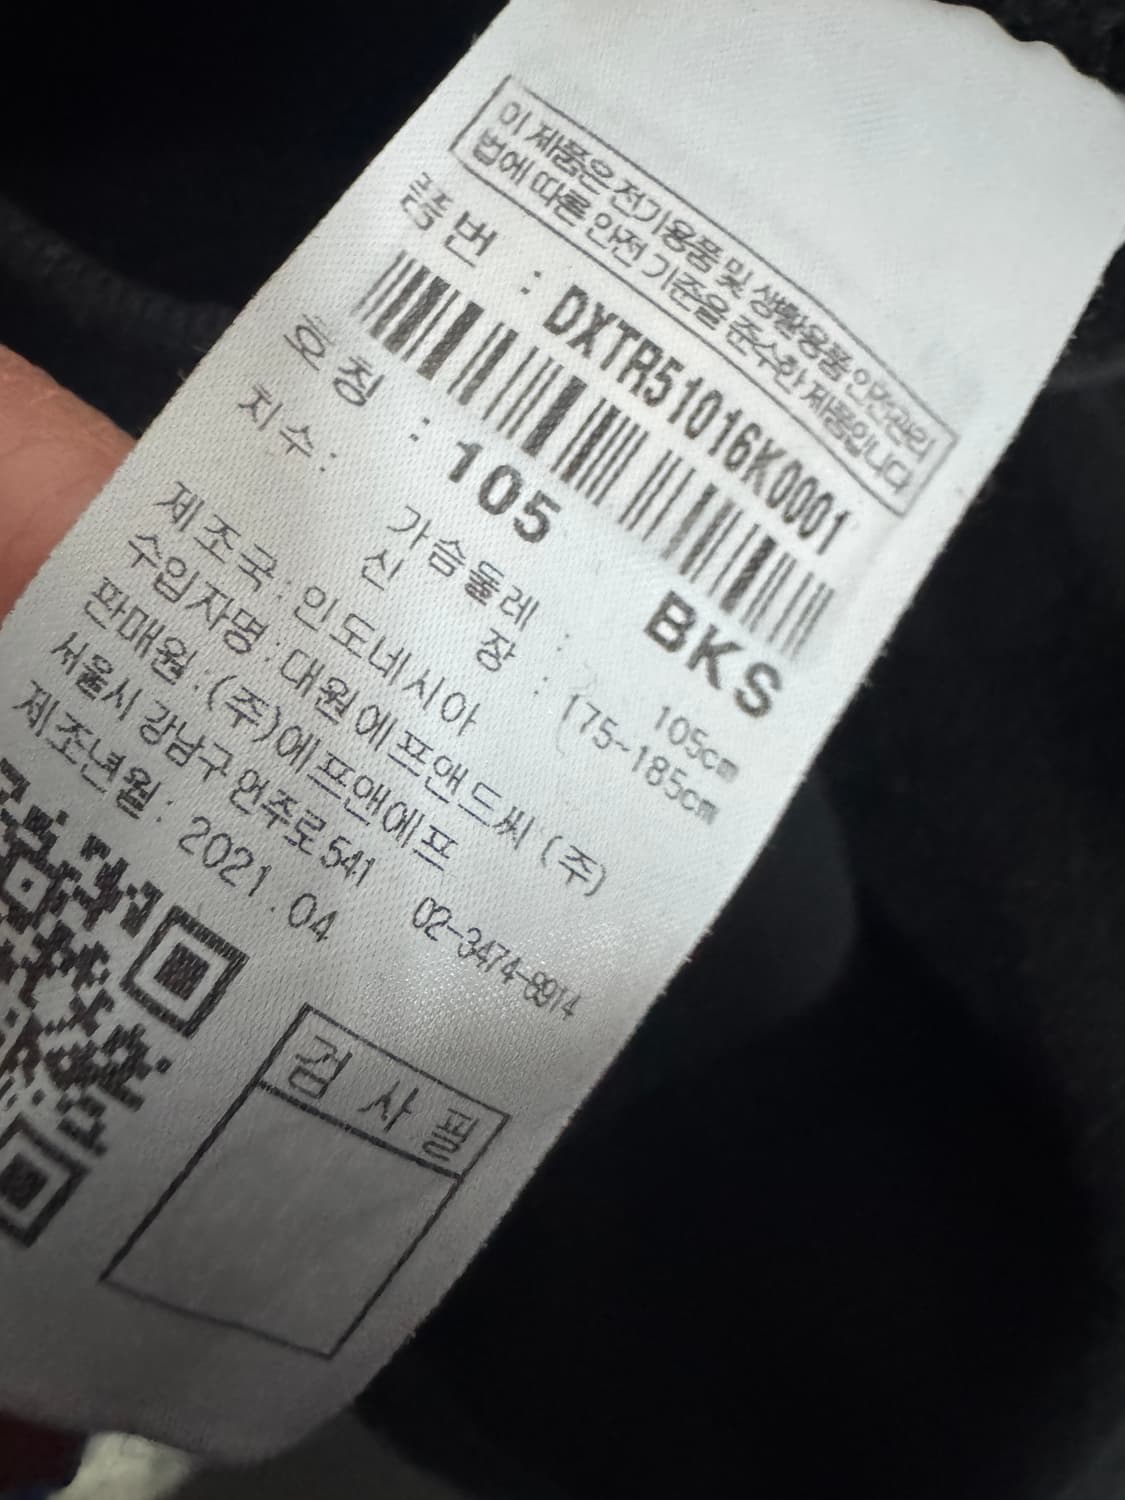 이 제품은 전기용품 및 생활용품 안전관리
법에 따른 안전 기준을 준수한 제품입니다
품 번 : DXTR51016K0001
호 칭 : 105 BKS
치수 : 가슴둘레 : 105cm
신 장 : 175~185cm
제조국 : 인도네시아
수입자명 : 대원 에프앤드씨 (주)
판매원 : (주)에프앤에프
서울시 강남구 언주로 541 02-3474-8974
제조년월 : 2021.04
검 사 필